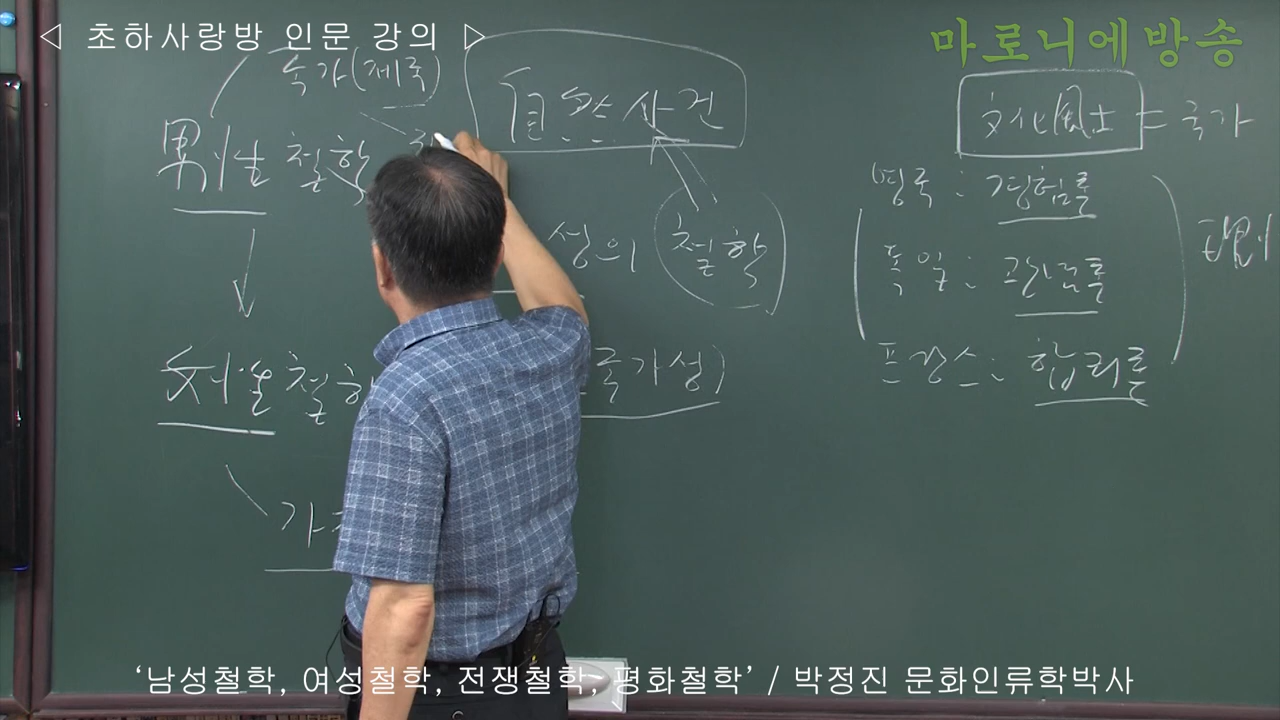 ◁ 초하사랑방 인문 강의 ▷
마로니에방송
국가(제국)
自然 사건
文化風土 = 국가
男性 철학
영국 : 경험론
성의 철학
독일 : 관념론
프랑스 : 합리론
女性 철학
국가성)
가
‘남성철학, 여성철학, 전쟁철학, 평화철학’ / 박정진 문화인류학박사